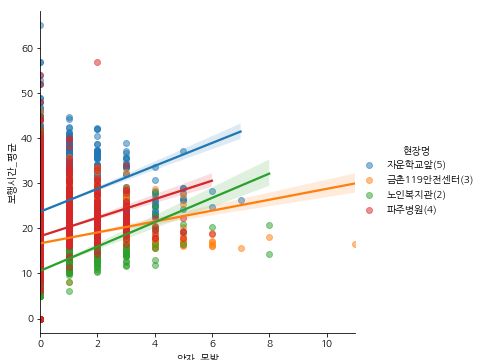 60
50
40
30
20
10
0
보행시간_평균
0
2
4
6
8
10
현장명
자운학교앞(5)
금촌119안전센터(3)
노인복지관(2)
파주병원(4)